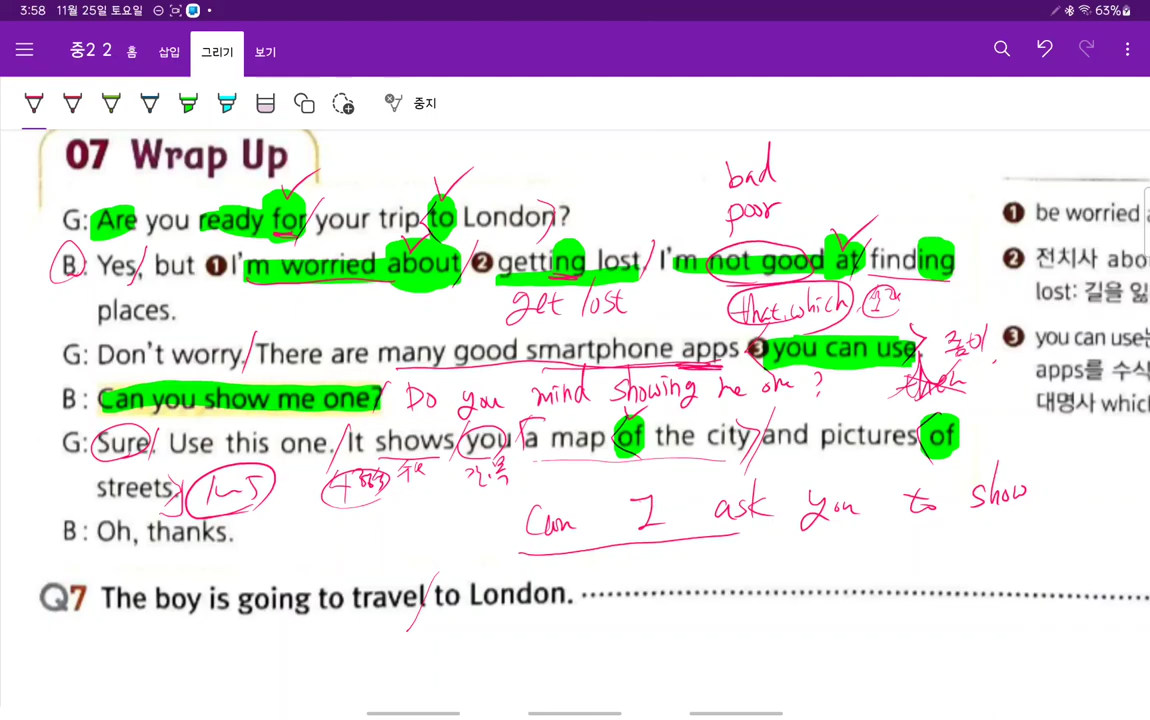 3:58 11월 25일 토요일 63%
중2 2 홈 삽입 그리기 보기
중지
07 Wrap Up
bad
poor
G: Are you ready for your trip to London?
B: Yes, but ❶I'm worried about ❷getting lost. I'm not good at finding
places.
get lost
that, which
G: Don't worry. There are many good smartphone apps ❸you can use.
B: Can you show me one? Do you mind showing me one?
G: Sure. Use this one. It shows you a map of the city and pictures of
streets.
4형식 수동 간.목
1~5
Can I ask you to show
B: Oh, thanks.
Q7 The boy is going to travel to London.
❶ be worried a
❷ 전치사 abo
lost: 길을 잃
❸ you can use는
apps를 수식
대명사 which